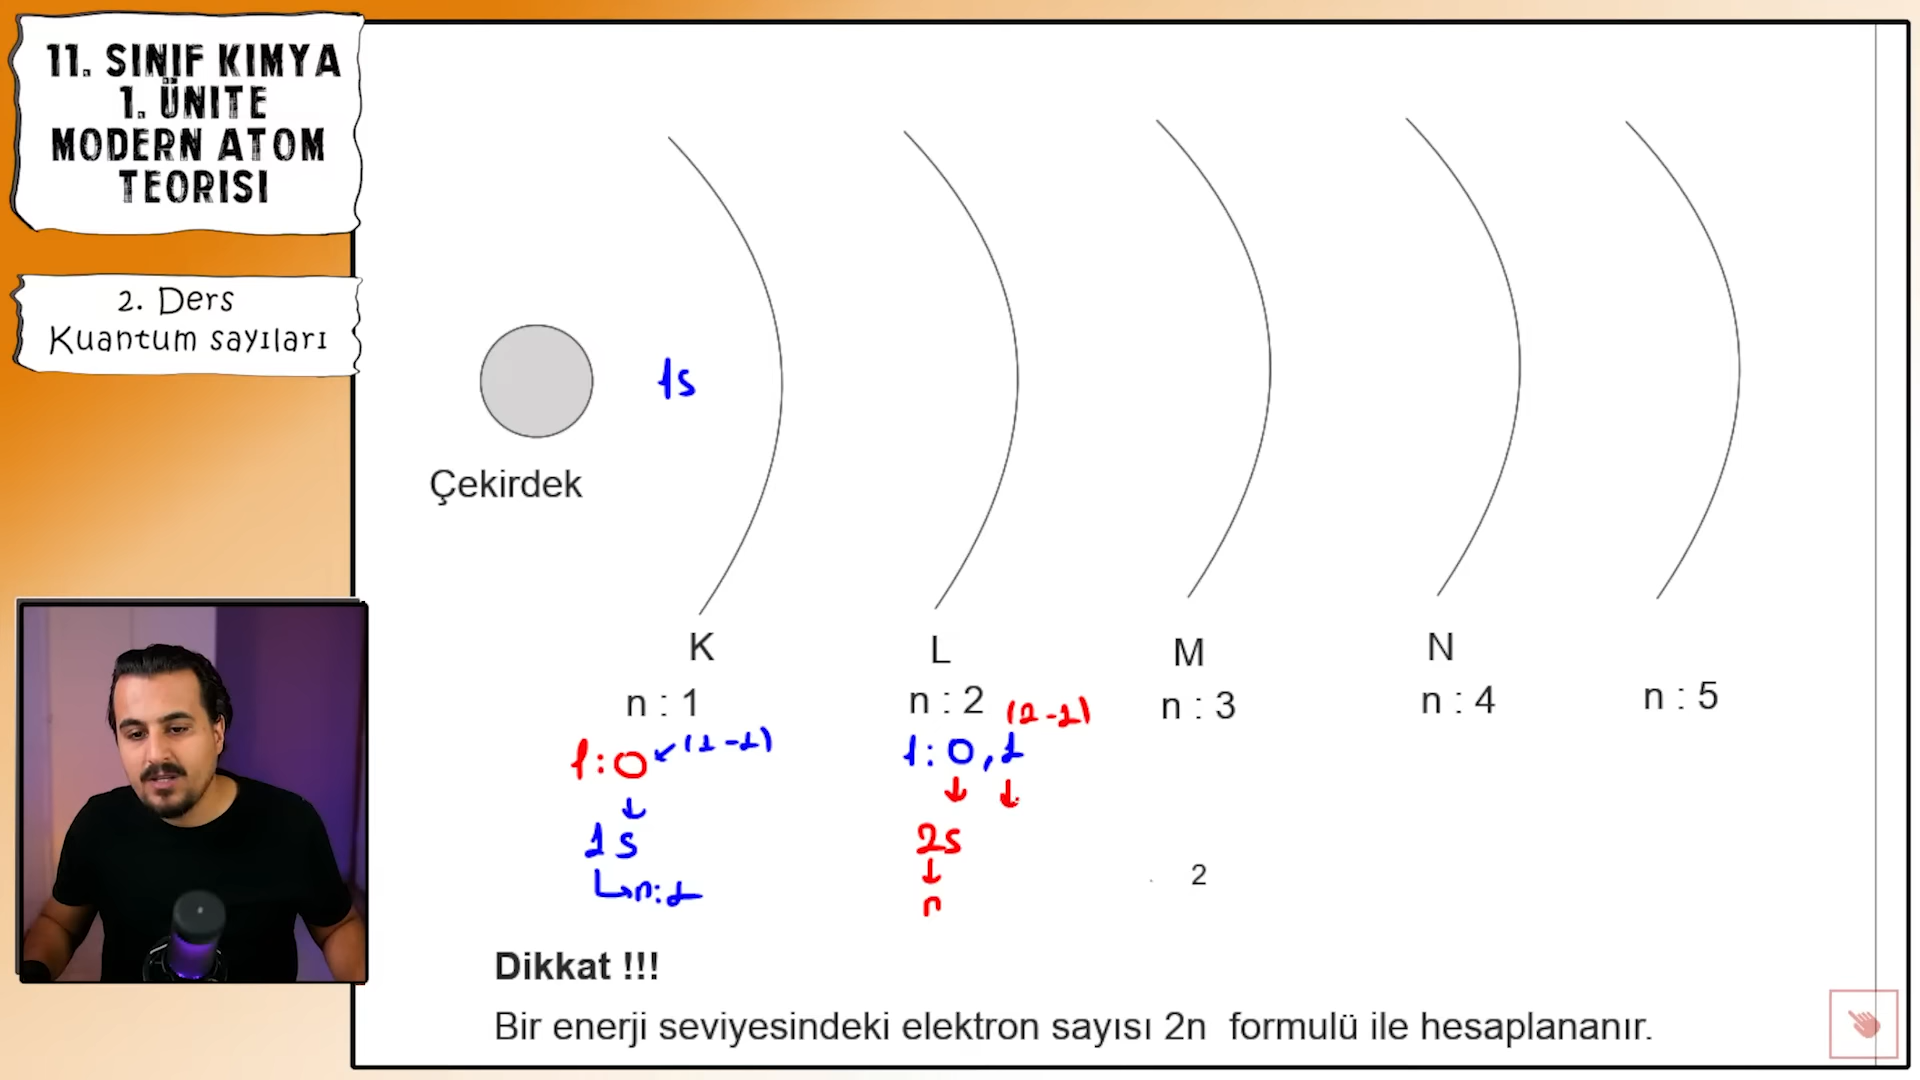 11. SINIF KIMYA
1. ÜNITE
MODERN ATOM
TEORISI
2. Ders
Kuantum sayıları
1s
Çekirdek
K
L
M
N
n : 1
n : 2
n : 3
n : 4
n : 5
(2-1)
l : 0 (1-1)
l : 0, 1
1s
2s
n:1
n
2
Dikkat !!!
Bir enerji seviyesindeki elektron sayısı 2n formulü ile hesaplananır.